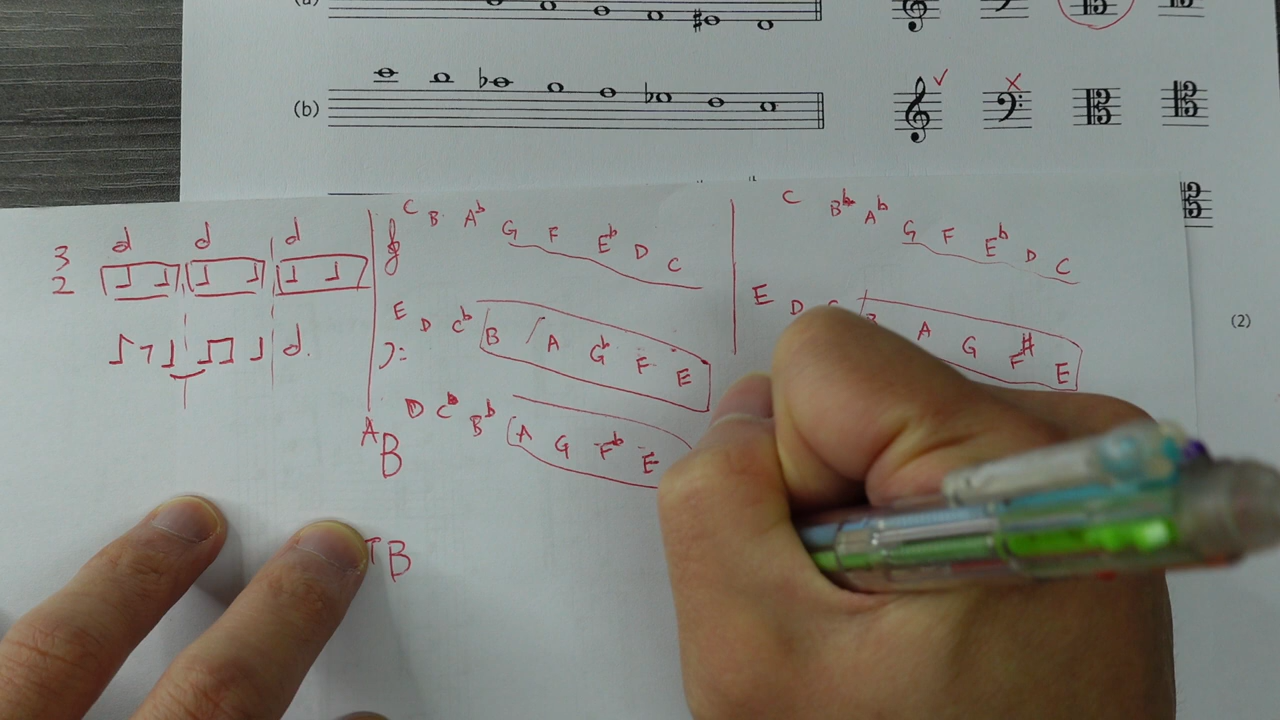 (a)
(b)
(2)
3
2
d d d
C B A♭ G F E♭ D C
C A♭ G F E♭ D C
E D C♭ B A G♭ F E
E D A G F# E
d.
D C♭ B♭ A G F♭ E
A B
T B